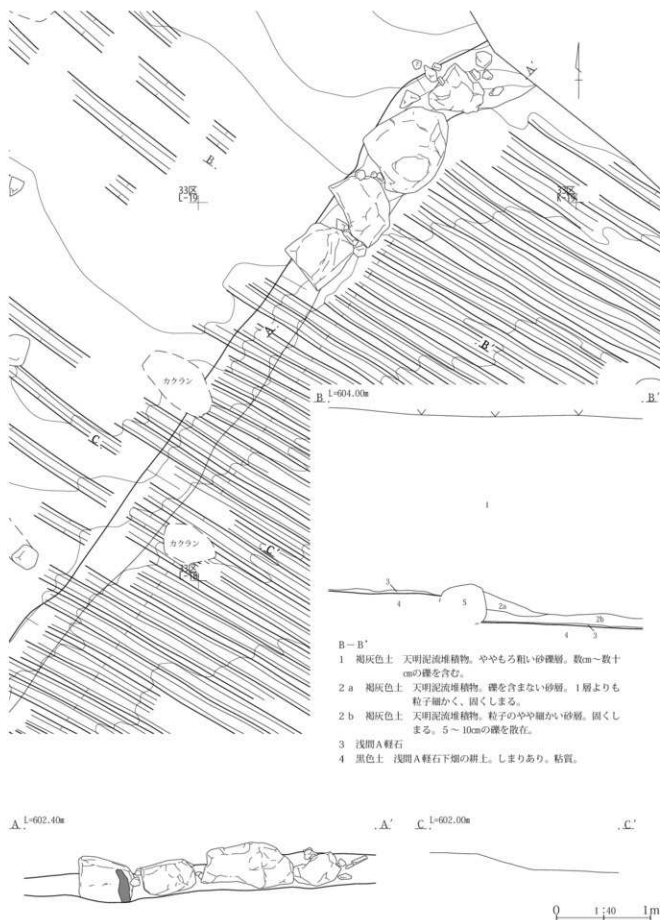 A'
B
33区
C-19
33区
K-19
A
B'
カクラン
C
カクラン
C'
B L=604.00m B'
1
3
4
S
2a
2b
4 3
B－B'
1 褐灰色土 天明泥流堆積物。ややもろ粗い砂礫層。数㎝～数十
㎝の礫を含む。
2a 褐灰色土 天明泥流堆積物。礫を含まない砂層。1層よりも
粒子細かく、固くしまる。
2b 褐灰色土 天明泥流堆積物。粒子のやや細かい砂層。固くし
まる。5～10㎝の礫を散在。
3 浅間A軽石
4 黒色土 浅間A軽石下畑の耕土。しまりあり。粘質。
A L=602.40m A'
C L=602.00m C'
0 1:40 1m